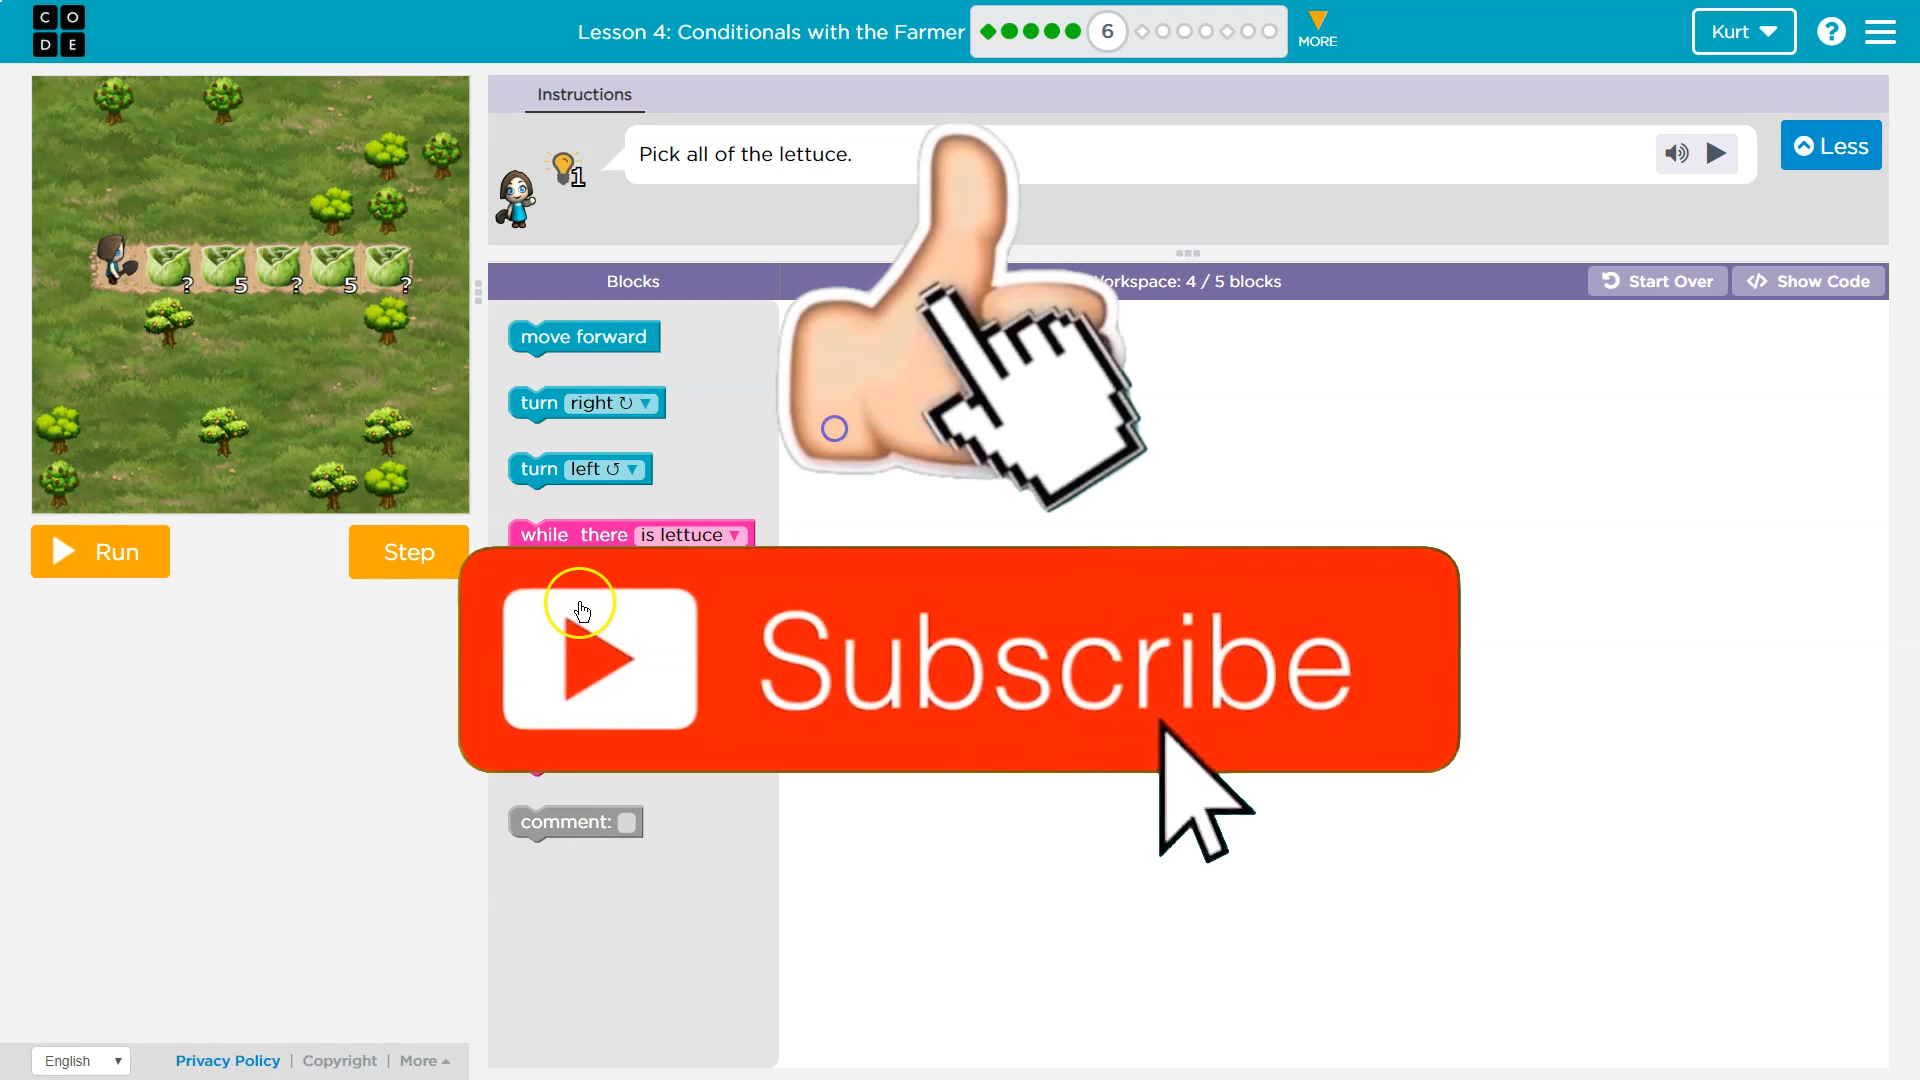 C O
D E
Lesson 4: Conditionals with the Farmer
6
MORE
Kurt
?
Instructions
1
Pick all of the lettuce.
Less
Blocks
orkspace: 4 / 5 blocks
Start Over
</> Show Code
? 5 ? 5 ?
move forward
turn right
turn left
while there is lettuce
Run
Step
Subscribe
comment:
English
Privacy Policy | Copyright | More